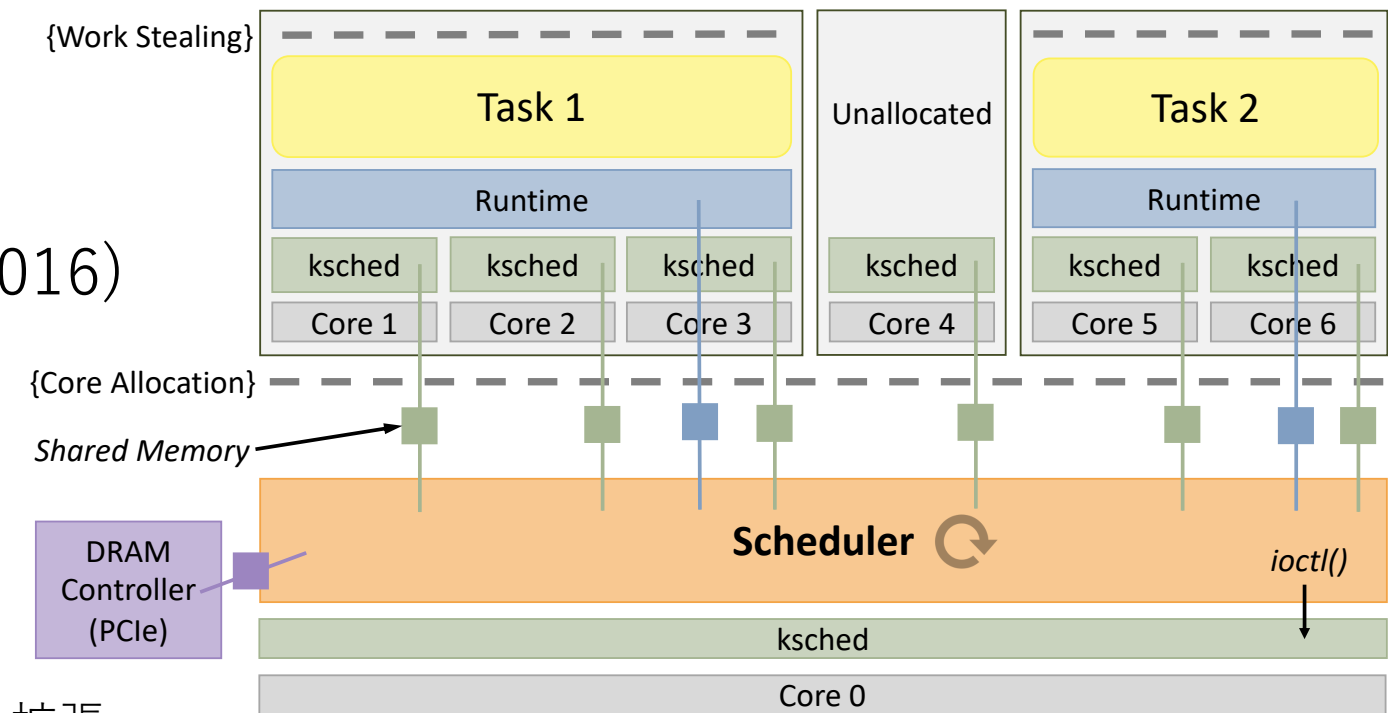 {Work Stealing}
Task 1
Unallocated
Task 2
Runtime
Runtime
016)
ksched
ksched
ksched
ksched
ksched
ksched
Core 1
Core 2
Core 3
Core 4
Core 5
Core 6
{Core Allocation}
Shared Memory
Scheduler
DRAM
Controller
(PCIe)
ioctl()
ksched
Core 0
拡張